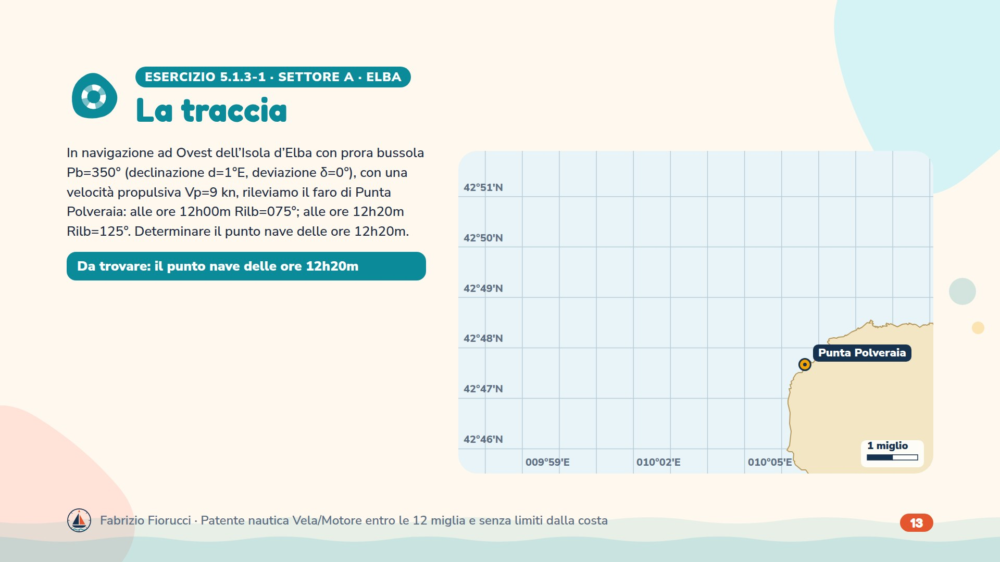 ESERCIZIO 5.1.3-1 · SETTORE A · ELBA
La traccia
In navigazione ad Ovest dell’Isola d’Elba con prora bussola
Pb=350° (declinazione d=1°E, deviazione δ=0°), con una
velocità propulsiva Vp=9 kn, rileviamo il faro di Punta
Polveraia: alle ore 12h00m Rilb=075°; alle ore 12h20m
Rilb=125°. Determinare il punto nave delle ore 12h20m.
Da trovare: il punto nave delle ore 12h20m
42°51'N
42°50'N
42°49'N
42°48'N
42°47'N
42°46'N
009°59'E
010°02'E
010°05'E
Punta Polveraia
1 miglio
Fabrizio Fiorucci · Patente nautica Vela/Motore entro le 12 miglia e senza limiti dalla costa
13